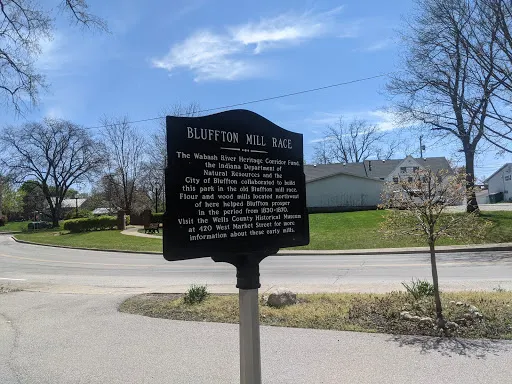 BLUFFTON MILL RACE
The Wabash River Heritage Corridor Fund,
the Indiana Department of
Natural Resources and the
City of Bluffton collaborated to build
this park in the old Bluffton mill race.
Flour and wood mills located northwest
of here helped Bluffton prosper
in the period from 1830-1890.
Visit the Wells County Historical Museum
at 420 West Market Street for more
information about these early mills.